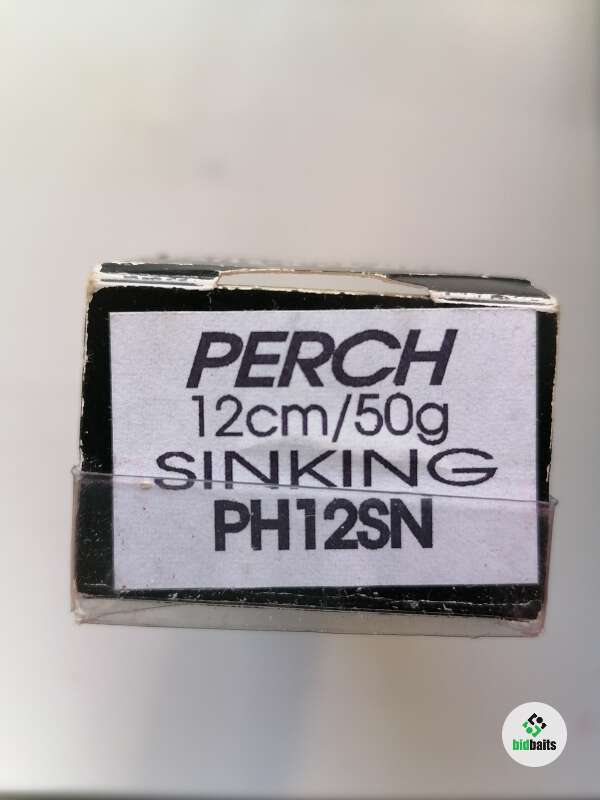 PERCH
12cm/50g
SINKING
PH12SN
bidbaits